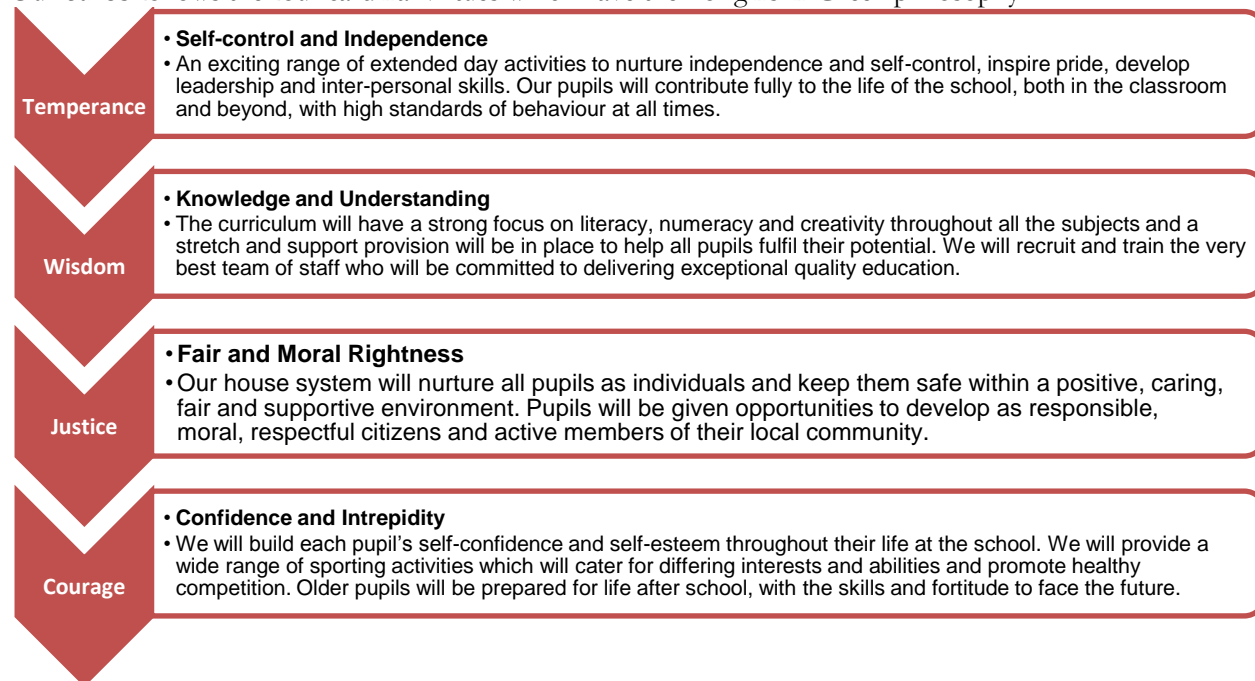 Temperance
• Self-control and Independence
• An exciting range of extended day activities to nurture independence and self-control, inspire pride, develop
leadership and inter-personal skills. Our pupils will contribute fully to the life of the school, both in the classroom
and beyond, with high standards of behaviour at all times.
Wisdom
• Knowledge and Understanding
• The curriculum will have a strong focus on literacy, numeracy and creativity throughout all the subjects and a
stretch and support provision will be in place to help all pupils fulfil their potential. We will recruit and train the very
best team of staff who will be committed to delivering exceptional quality education.
Justice
• Fair and Moral Rightness
• Our house system will nurture all pupils as individuals and keep them safe within a positive, caring,
fair and supportive environment. Pupils will be given opportunities to develop as responsible,
moral, respectful citizens and active members of their local community.
Courage
• Confidence and Intrepidity
• We will build each pupil's self-confidence and self-esteem throughout their life at the school. We will provide a
wide range of sporting activities which will cater for differing interests and abilities and promote healthy
competition. Older pupils will be prepared for life after school, with the skills and fortitude to face the future.